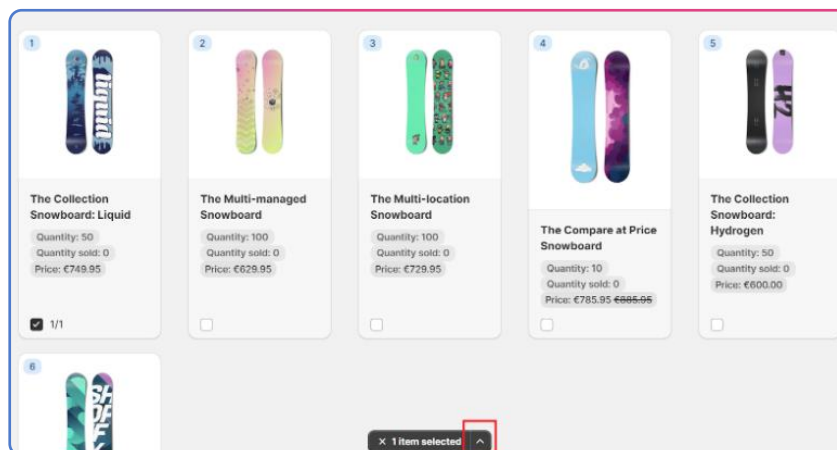 1
liquid
The Collection
Snowboard: Liquid
Quantity: 50
Quantity sold: 0
Price: €749.95
1/1
2
The Multi-managed
Snowboard
Quantity: 100
Quantity sold: 0
Price: €629.95
3
The Multi-location
Snowboard
Quantity: 100
Quantity sold: 0
Price: €729.95
4
The Compare at Price
Snowboard
Quantity: 10
Quantity sold: 0
Price: €785.95 €885.95
5
H2
The Collection
Snowboard:
Hydrogen
Quantity: 50
Quantity sold: 0
Price: €600.00
6
× 1 item selected